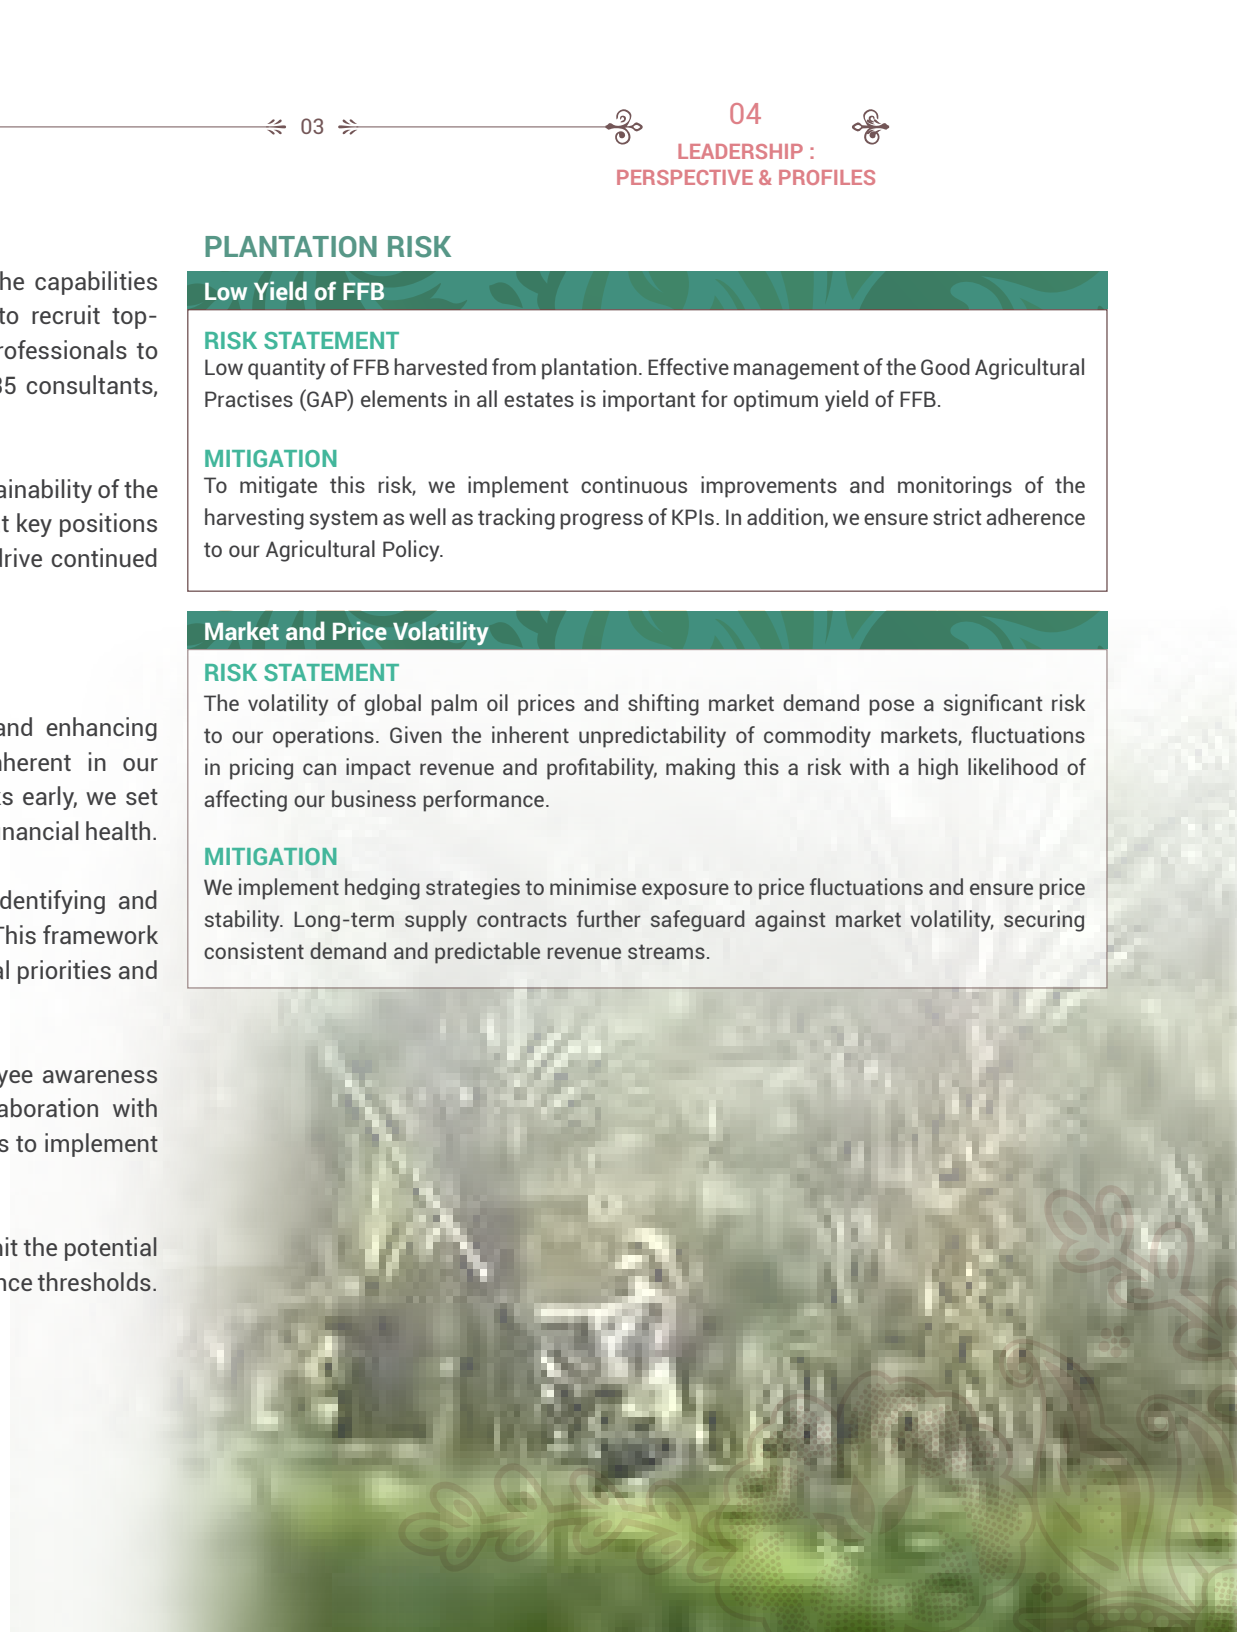 03
04
LEADERSHIP :
PERSPECTIVE & PROFILES
he capabilities
to recruit top-
rofessionals to
35 consultants,
ainability of the
t key positions
drive continued
and enhancing
herent in our
s early, we set
nancial health.
dentifying and
This framework
al priorities and
yee awareness
aboration with
s to implement
it the potential
nce thresholds.
PLANTATION RISK
Low Yield of FFB
RISK STATEMENT
Low quantity of FFB harvested from plantation. Effective management of the Good Agricultural
Practises (GAP) elements in all estates is important for optimum yield of FFB.
MITIGATION
To mitigate this risk, we implement continuous improvements and monitorings of the
harvesting system as well as tracking progress of KPIs. In addition, we ensure strict adherence
to our Agricultural Policy.
Market and Price Volatility
RISK STATEMENT
The volatility of global palm oil prices and shifting market demand pose a significant risk
to our operations. Given the inherent unpredictability of commodity markets, fluctuations
in pricing can impact revenue and profitability, making this a risk with a high likelihood of
affecting our business performance.
MITIGATION
We implement hedging strategies to minimise exposure to price fluctuations and ensure price
stability. Long-term supply contracts further safeguard against market volatility, securing
consistent demand and predictable revenue streams.